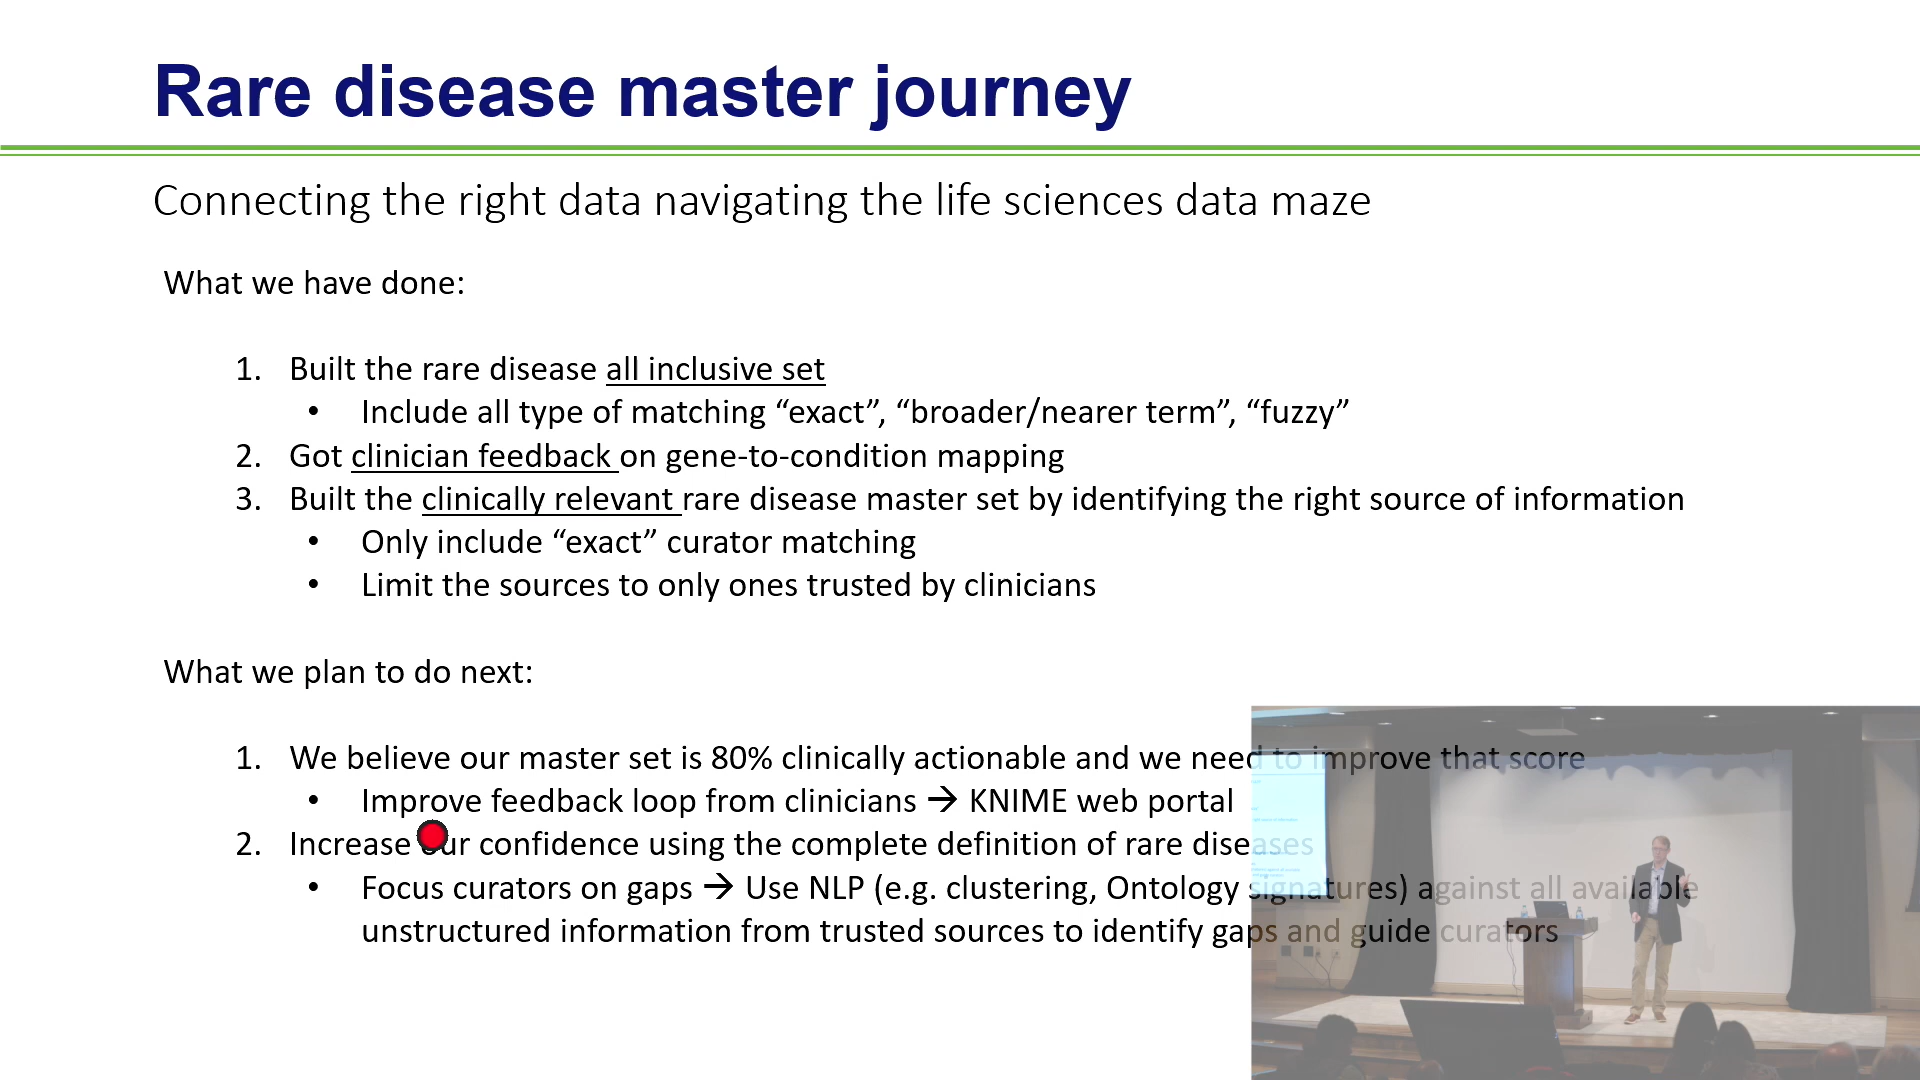 Rare disease master journey
Connecting the right data navigating the life sciences data maze
What we have done:
1. Built the rare disease all inclusive set
• Include all type of matching “exact”, “broader/nearer term”, “fuzzy”
2. Got clinician feedback on gene-to-condition mapping
3. Built the clinically relevant rare disease master set by identifying the right source of information
• Only include “exact” curator matching
• Limit the sources to only ones trusted by clinicians
What we plan to do next:
1. We believe our master set is 80% clinically actionable and we need to improve that score
• Improve feedback loop from clinicians → KNIME web portal
2. Increase our confidence using the complete definition of rare diseases
• Focus curators on gaps → Use NLP (e.g. clustering, Ontology signatures) against all available
unstructured information from trusted sources to identify gaps and guide curators